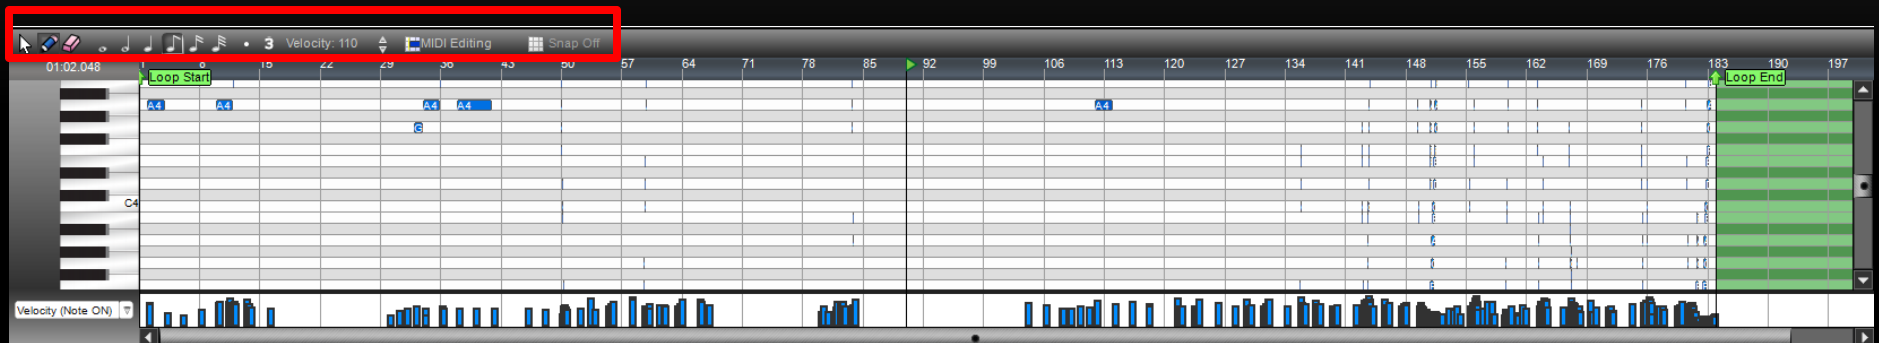 3 Velocity: 110 MIDI Editing Snap Off
01:02.048 1 8 15 22 29 36 43 50 57 64 71 78 85 92 99 106 113 120 127 134 141 148 155 162 169 176 183 190 197
Loop Start Loop End
A4 A4 A4 A4 A4
G
C4
Velocity (Note ON)